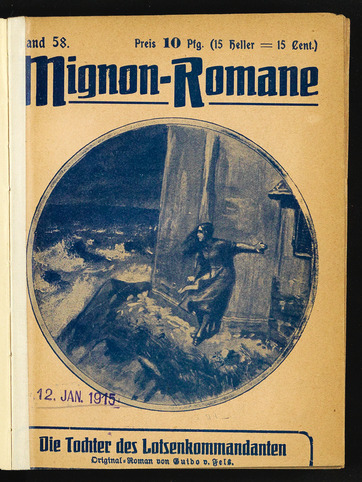 and 58.
Preis 10 Pfg. (15 Heller = 15 Cent.)
Mignon-Romane
12. JAN. 1915
Die Tochter des Lotsenkommandanten
Original-Roman von Guido v. Fels.